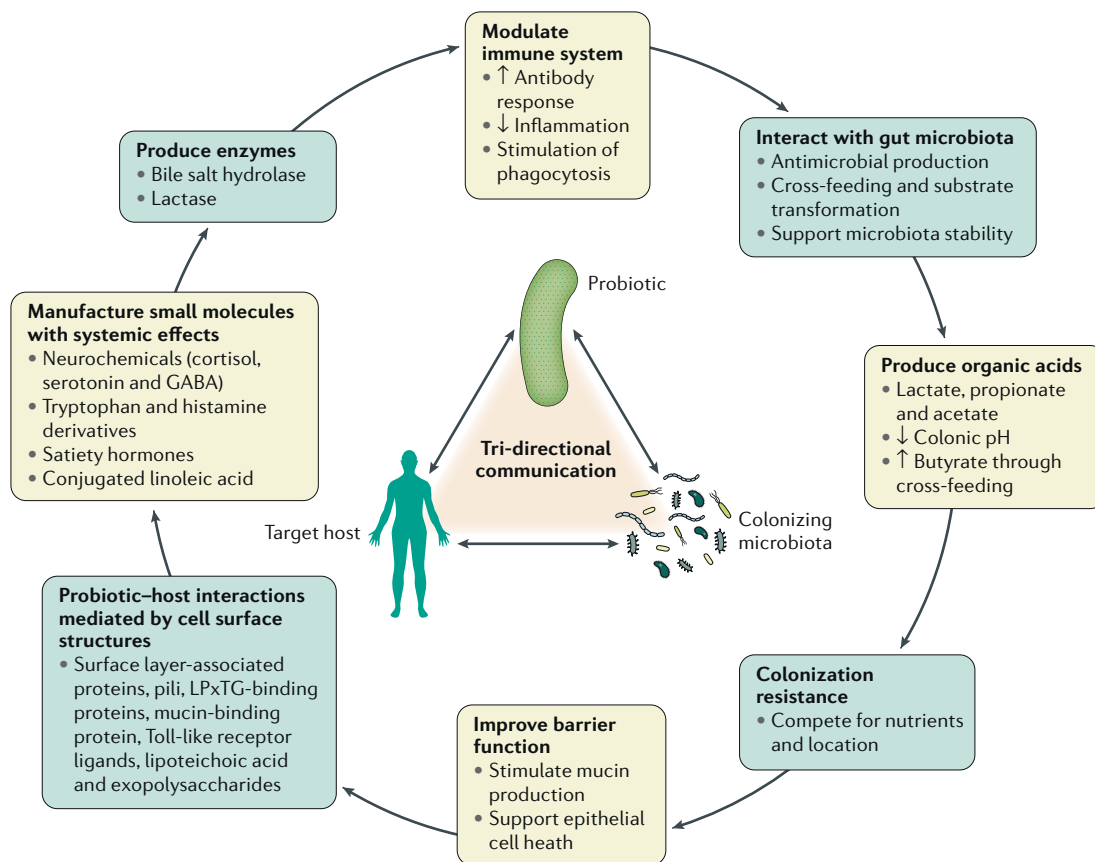 Modulate
immune system
• ↑ Antibody
response
• ↓ Inflammation
• Stimulation of
phagocytosis
Interact with gut microbiota
• Antimicrobial production
• Cross-feeding and substrate
transformation
• Support microbiota stability
Produce organic acids
• Lactate, propionate
and acetate
• ↓ Colonic pH
• ↑ Butyrate through
cross-feeding
Colonization
resistance
• Compete for nutrients
and location
Improve barrier
function
• Stimulate mucin
production
• Support epithelial
cell heath
Probiotic–host interactions
mediated by cell surface
structures
• Surface layer-associated
proteins, pili, LPxTG-binding
proteins, mucin-binding
protein, Toll-like receptor
ligands, lipoteichoic acid
and exopolysaccharides
Manufacture small molecules
with systemic effects
• Neurochemicals (cortisol,
serotonin and GABA)
• Tryptophan and histamine
derivatives
• Satiety hormones
• Conjugated linoleic acid
Produce enzymes
• Bile salt hydrolase
• Lactase
Probiotic
Tri-directional
communication
Target host
Colonizing
microbiota